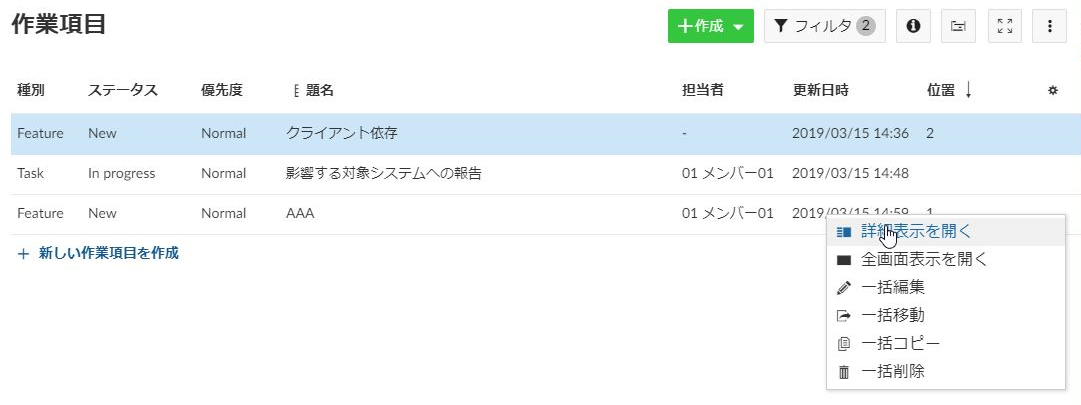 作業項目
作成 フィルタ 2
種別 ステータス 優先度 題名 担当者 更新日時 位置
Feature New Normal クライアント依存 - 2019/03/15 14:36 2
Task In progress Normal 影響する対象システムへの報告 01 メンバー01 2019/03/15 14:48
Feature New Normal AAA 01 メンバー01 2019/03/15 14:59 1
+ 新しい作業項目を作成
詳細表示を開く
全画面表示を開く
一括編集
一括移動
一括コピー
一括削除